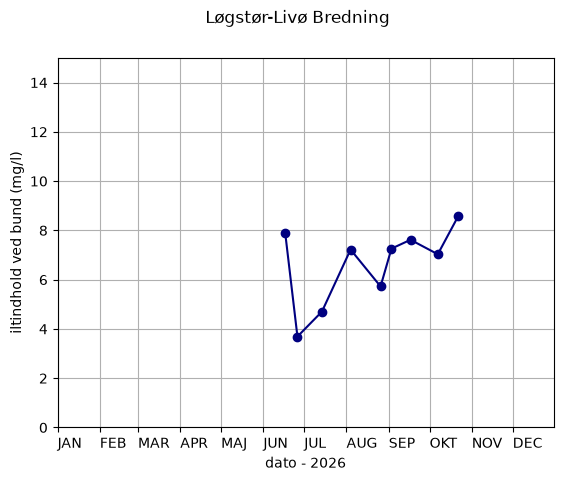 Løgstør-Livø Bredning
iltindhold ved bund (mg/l)
14
12
10
8
6
4
2
0
JAN FEB MAR APR MAJ JUN JUL AUG SEP OKT NOV DEC
dato - 2026